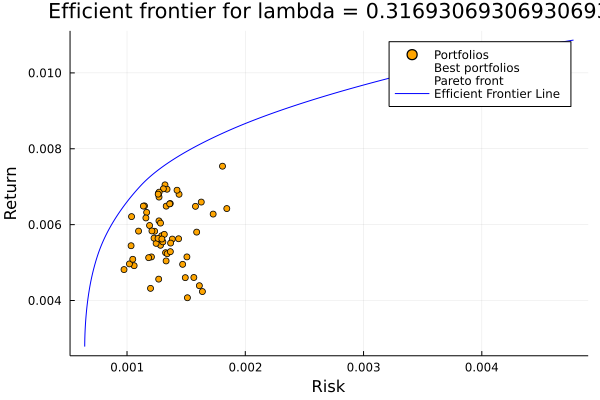 Efficient frontier for lambda = 0.3169306930693069
Portfolios
Best portfolios
Pareto front
Efficient Frontier Line
0.010
0.008
0.006
0.004
Return
0.001
0.002
0.003
0.004
Risk